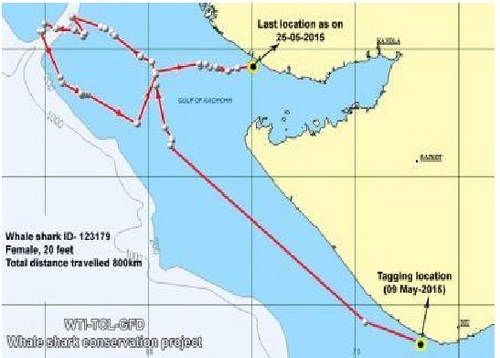 Last location as on
25-05-2015
KANDLA
GULF OF KACHCHH
RAJKOT
1000
Whale shark ID- 123179
Female, 20 feet
Total distance travelled 800km
Tagging location
(09 May-2015)
WTI-TCL-GFD
Whale shark conservation project